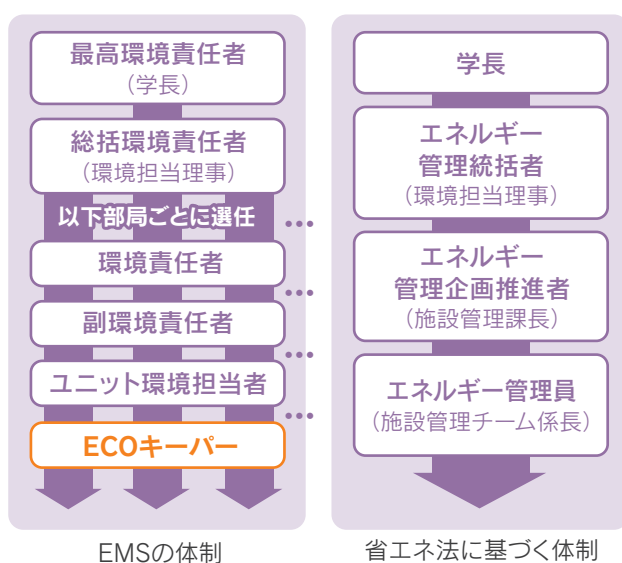 最高環境責任者
（学長）
総括環境責任者
（環境担当理事）
以下部局ごとに選任 …
環境責任者
…
副環境責任者
…
ユニット環境担当者
…
ECOキーパー
EMSの体制
学長
エネルギー
管理統括者
（環境担当理事）
エネルギー
管理企画推進者
（施設管理課長）
エネルギー管理員
（施設管理チーム係長）
省エネ法に基づく体制